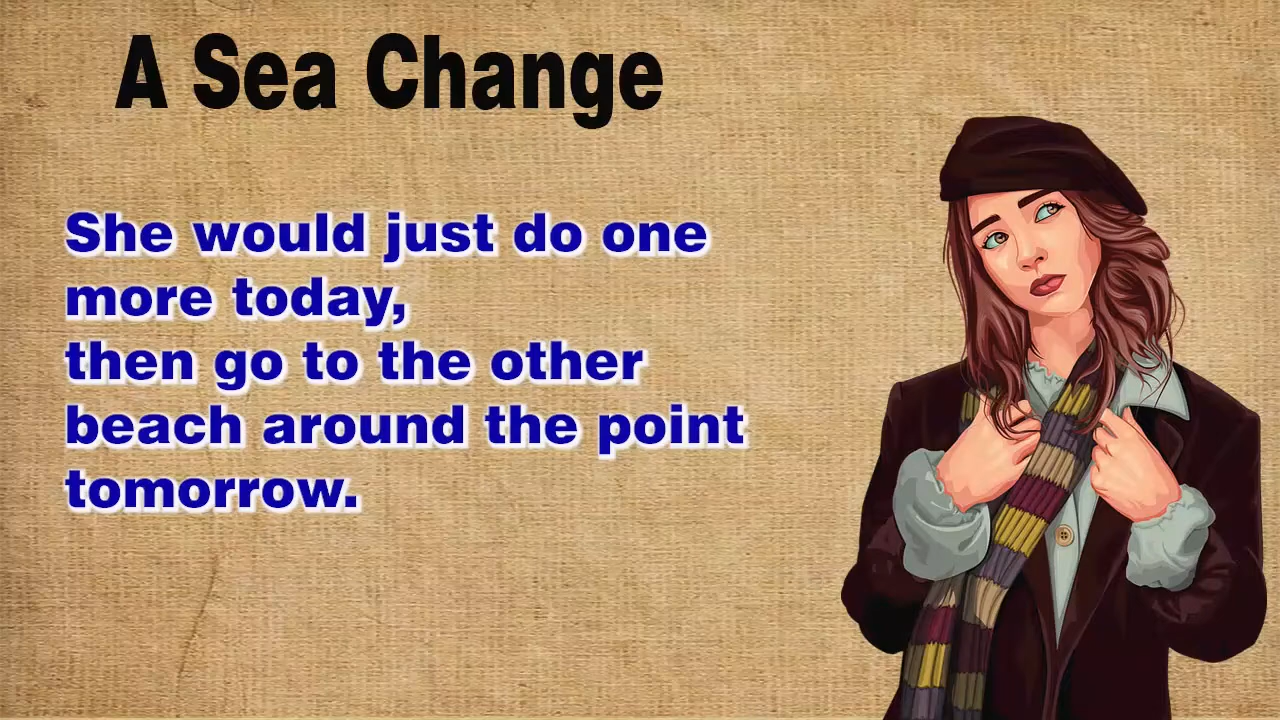 A Sea Change
She would just do one
more today,
then go to the other
beach around the point
tomorrow.